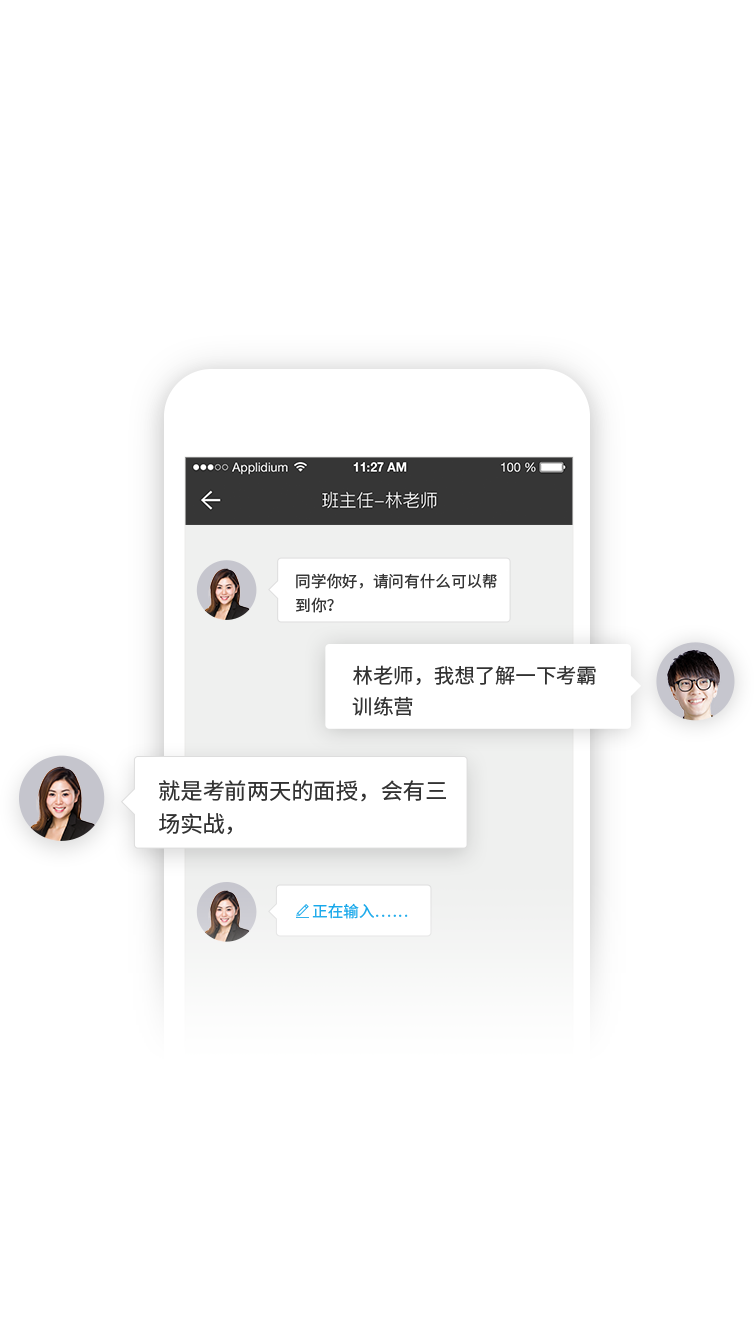 Applidium 11:27 AM 100 %
班主任–林老师
同学你好，请问有什么可以帮
到你?
林老师，我想了解一下考霸
训练营
就是考前两天的面授，会有三
场实战，
正在输入......